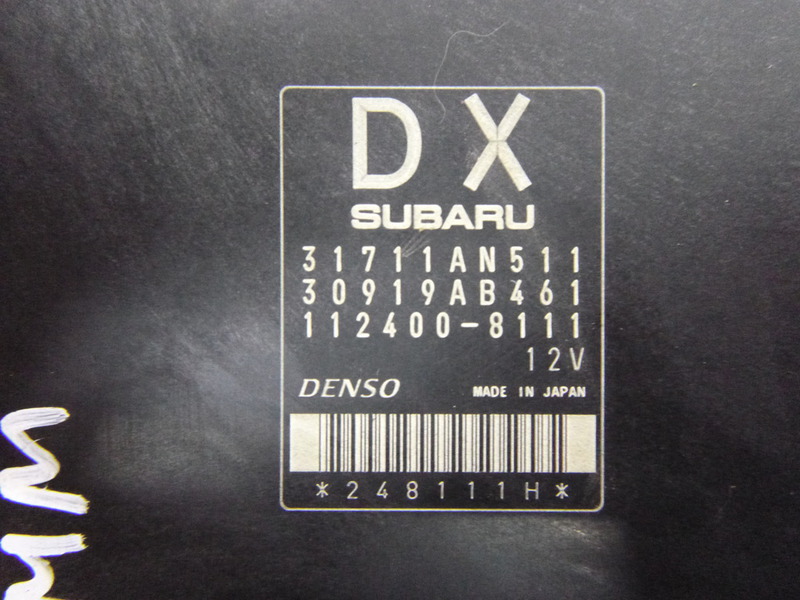 DX
SUBARU
31711AN511
30919AB461
112400-8111
12V
DENSO MADE IN JAPAN
*248111H*